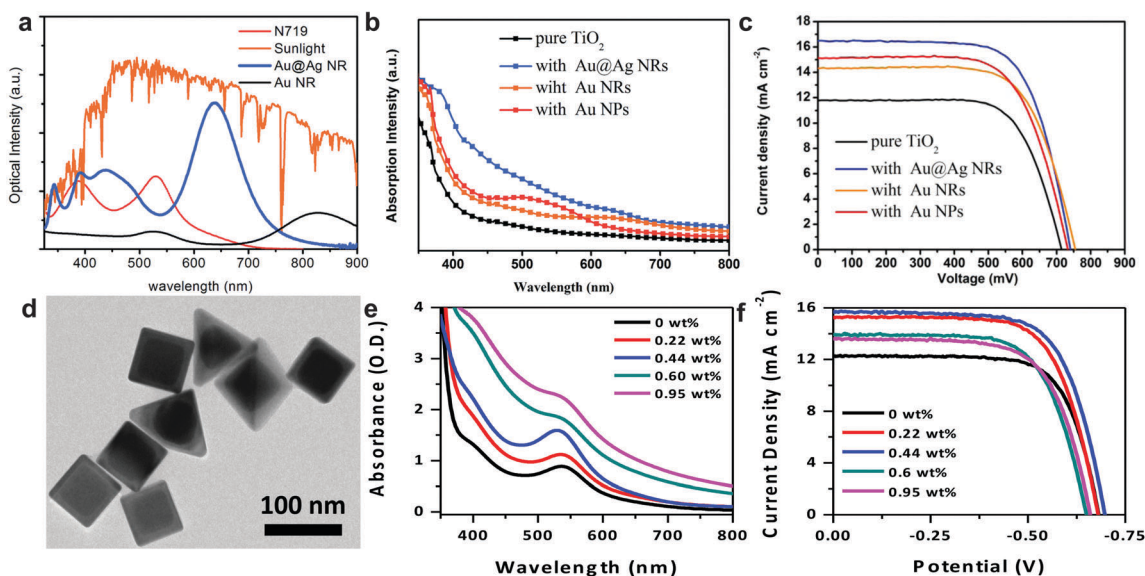 a
N719
Sunlight
Au@Ag NR
Au NR
Optical Intensity (a.u.)
400 500 600 700 800 900
wavelength (nm)
b
pure TiO2
with Au@Ag NRs
wiht Au NRs
with Au NPs
Absorption Intensity (a.u.)
400 500 600 700 800
Wavelength (nm)
c
18
16
14
12
10
8
6
4
2
0
Current density (mA cm-2)
pure TiO2
with Au@Ag NRs
wiht Au NRs
with Au NPs
0 100 200 300 400 500 600 700 800 900
Voltage (mV)
d
100 nm
e
4
3
2
1
0
Absorbance (O.D.)
0 wt%
0.22 wt%
0.44 wt%
0.60 wt%
0.95 wt%
400 500 600 700 800
Wavelength (nm)
f
16
12
8
4
0
Current Density (mA cm-2)
0 wt%
0.22 wt%
0.44 wt%
0.6 wt%
0.95 wt%
0.00 -0.25 -0.50 -0.75
Potential (V)